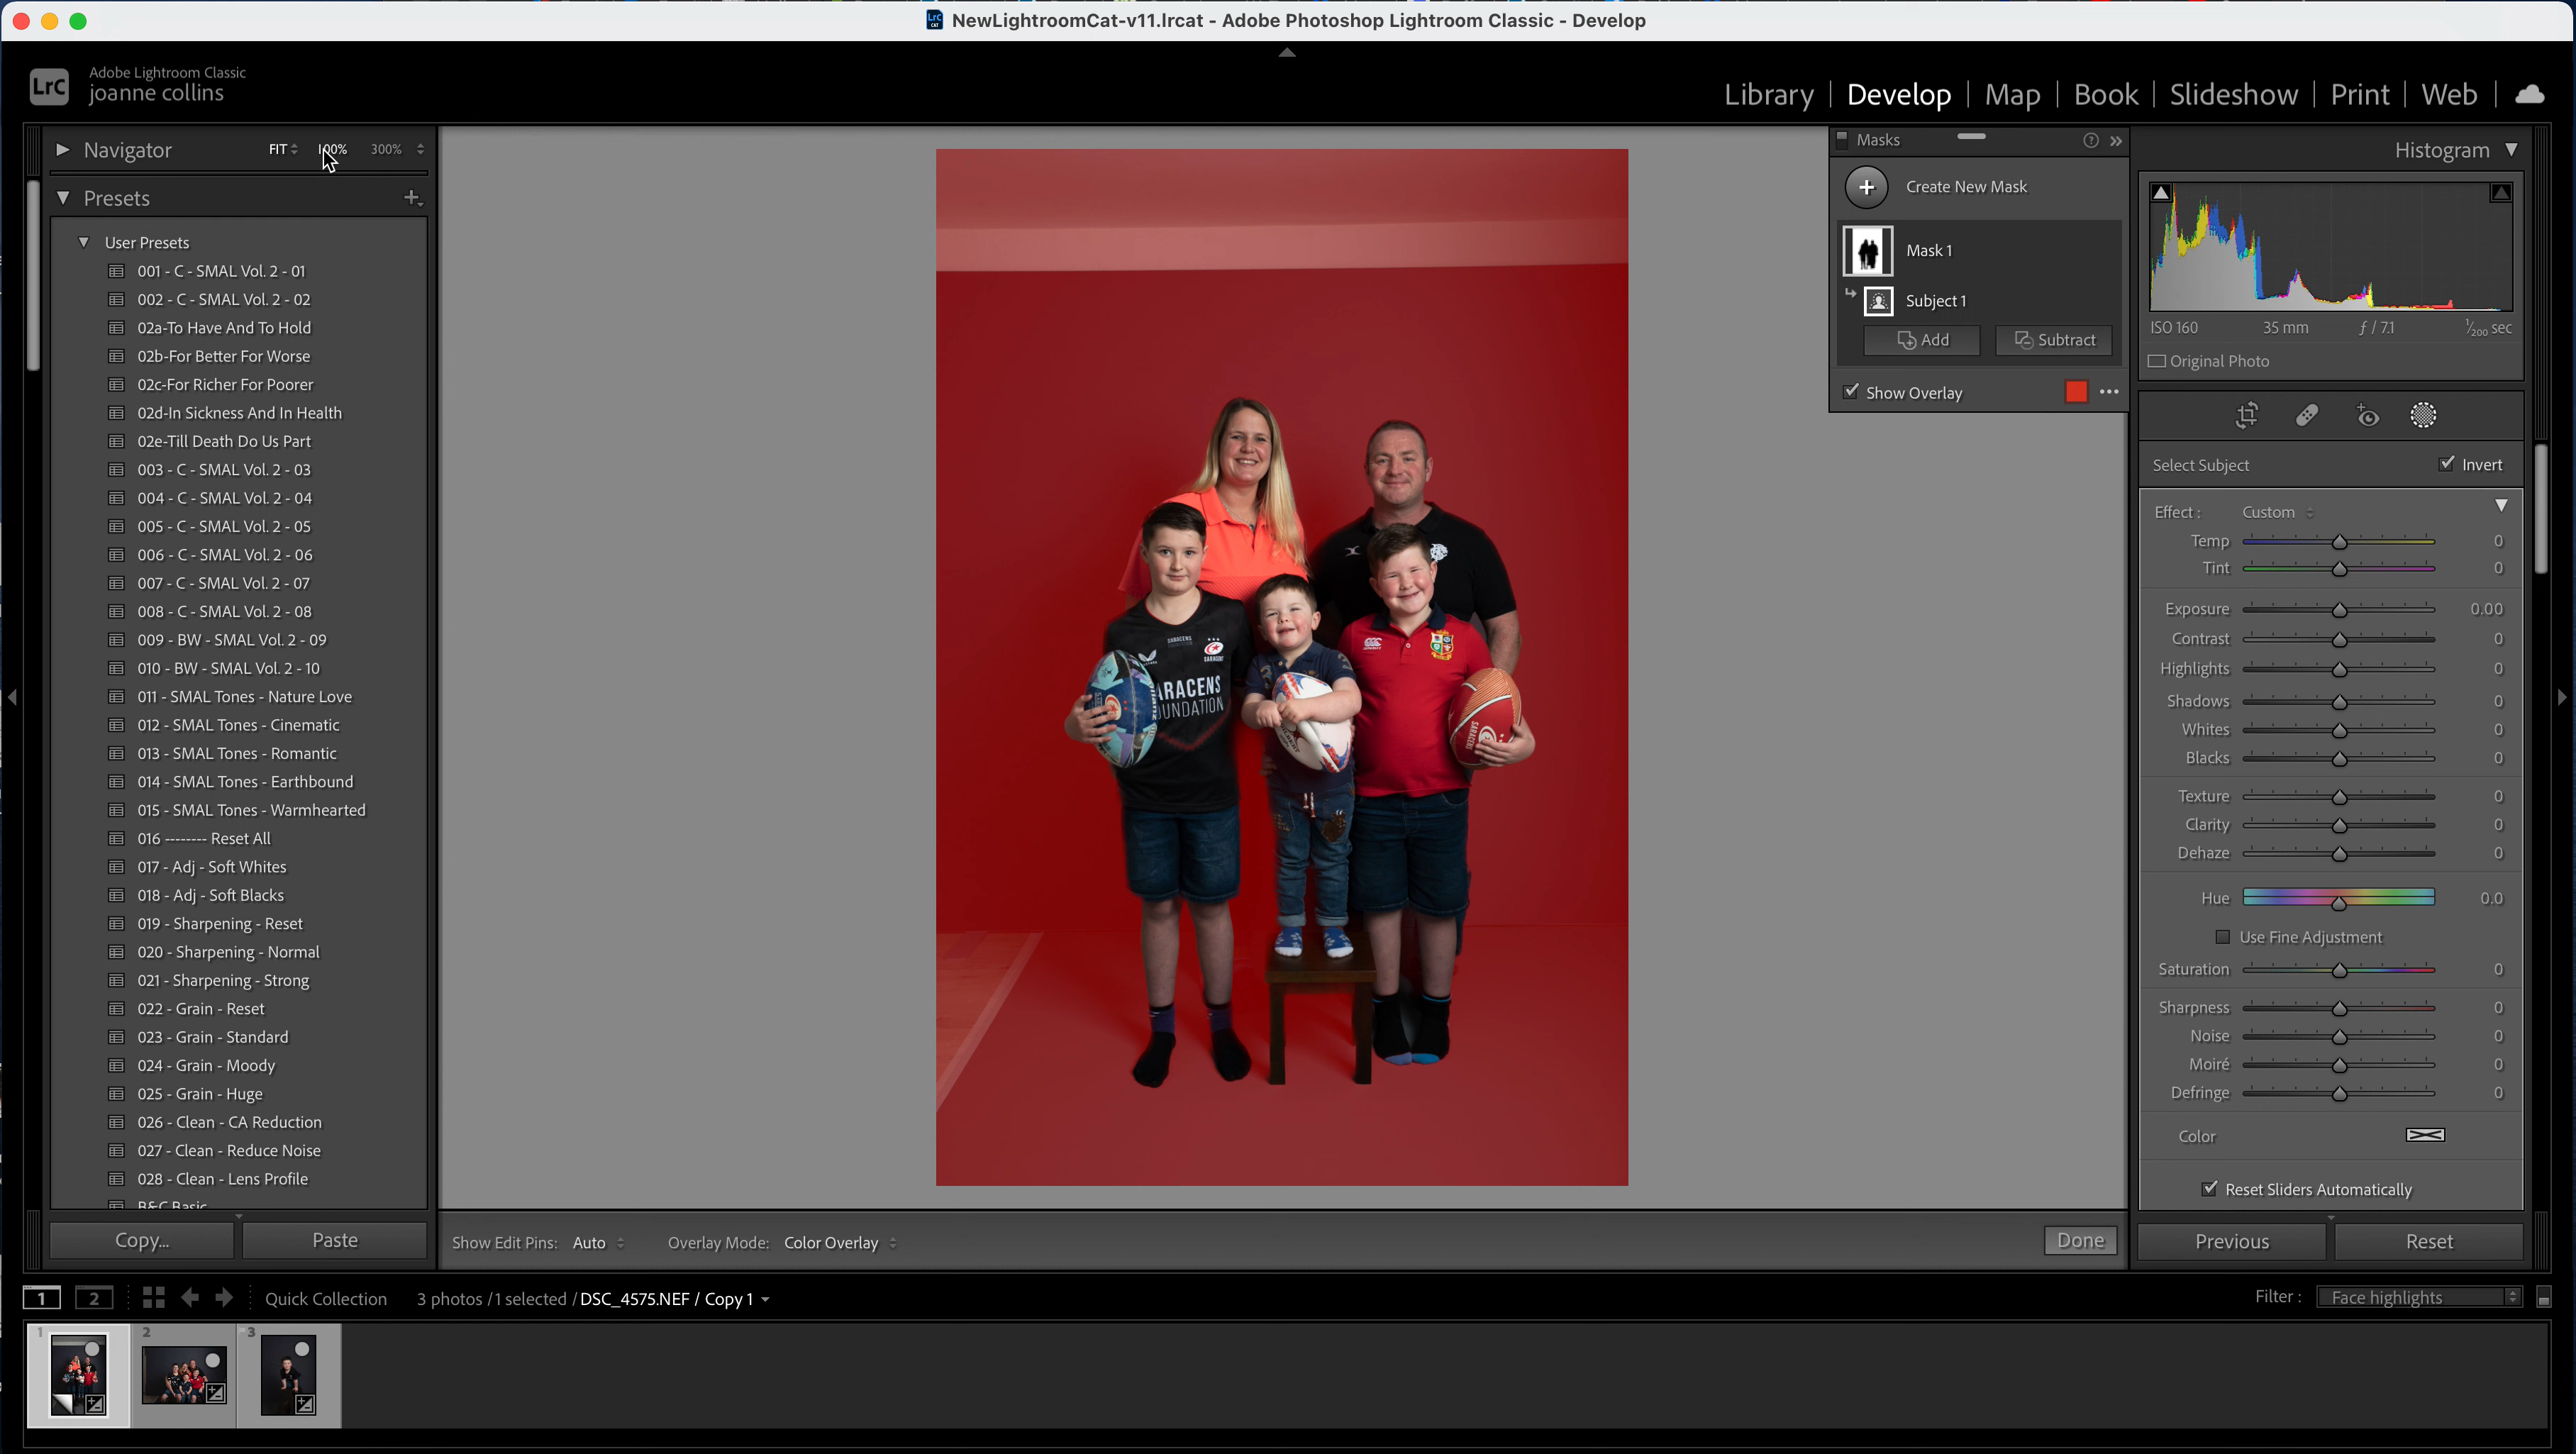 NewLightroomCat-v11.lrcat - Adobe Photoshop Lightroom Classic - Develop
LrC
Adobe Lightroom Classic
joanne collins
Library | Develop | Map | Book | Slideshow | Print | Web
Navigator FIT 100% 300%
Presets
User Presets
001 - C - SMAL Vol. 2 - 01
002 - C - SMAL Vol. 2 - 02
02a-To Have And To Hold
02b-For Better For Worse
02c-For Richer For Poorer
02d-In Sickness And In Health
02e-Till Death Do Us Part
003 - C - SMAL Vol. 2 - 03
004 - C - SMAL Vol. 2 - 04
005 - C - SMAL Vol. 2 - 05
006 - C - SMAL Vol. 2 - 06
007 - C - SMAL Vol. 2 - 07
008 - C - SMAL Vol. 2 - 08
009 - BW - SMAL Vol. 2 - 09
010 - BW - SMAL Vol. 2 - 10
011 - SMAL Tones - Nature Love
012 - SMAL Tones - Cinematic
013 - SMAL Tones - Romantic
014 - SMAL Tones - Earthbound
015 - SMAL Tones - Warmhearted
016 -------- Reset All
017 - Adj - Soft Whites
018 - Adj - Soft Blacks
019 - Sharpening - Reset
020 - Sharpening - Normal
021 - Sharpening - Strong
022 - Grain - Reset
023 - Grain - Standard
024 - Grain - Moody
025 - Grain - Huge
026 - Clean - CA Reduction
027 - Clean - Reduce Noise
028 - Clean - Lens Profile
B&C Basic
Copy... Paste
SARACENS
SARACENS
ARACENS
OUNDATION
SARACENS
Masks
Create New Mask
Mask 1
Subject 1
Add Subtract
Show Overlay
Histogram
ISO 160 35 mm ƒ / 7.1 1/200 sec
Original Photo
Select Subject Invert
Effect : Custom
Temp 0
Tint 0
Exposure 0.00
Contrast 0
Highlights 0
Shadows 0
Whites 0
Blacks 0
Texture 0
Clarity 0
Dehaze 0
Hue 0.0
Use Fine Adjustment
Saturation 0
Sharpness 0
Noise 0
Moiré 0
Defringe 0
Color
Reset Sliders Automatically
Show Edit Pins: Auto Overlay Mode: Color Overlay Done
Previous Reset
1 2 Quick Collection 3 photos / 1 selected / DSC_4575.NEF / Copy 1 Filter : Face highlights
1 2 3